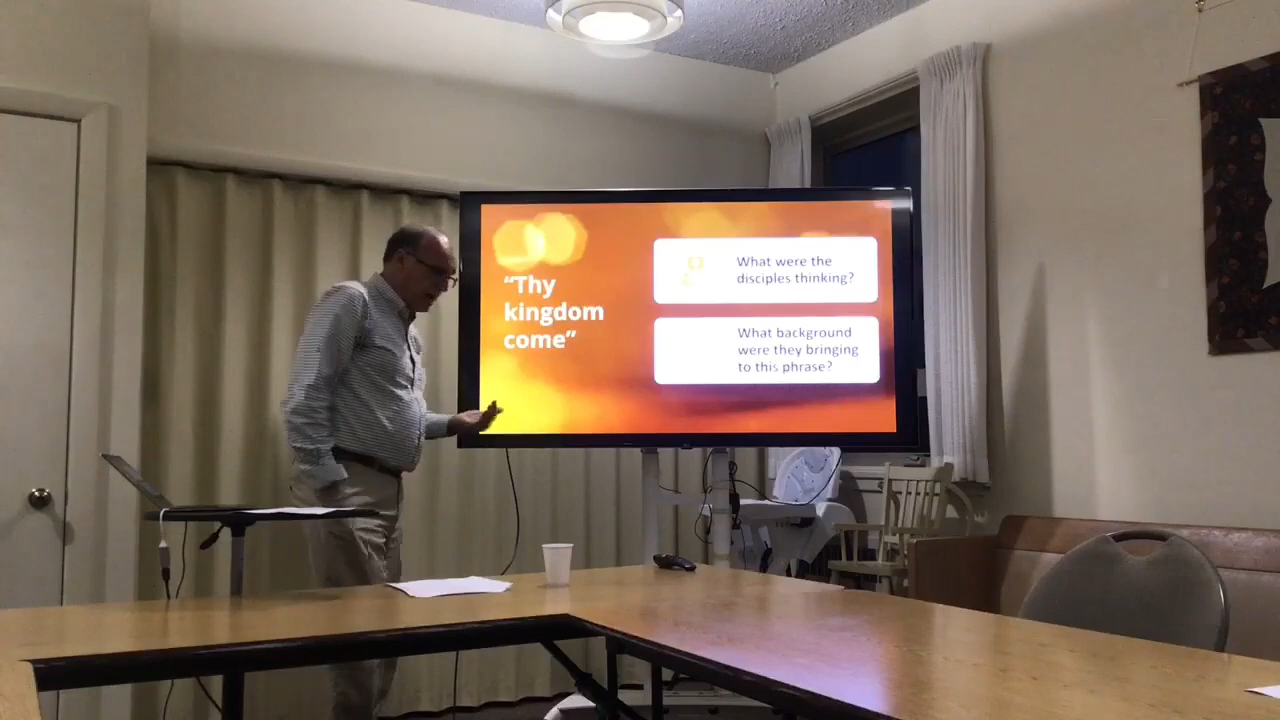 “Thy
kingdom
come”
What were the
disciples thinking?
What background
were they bringing
to this phrase?